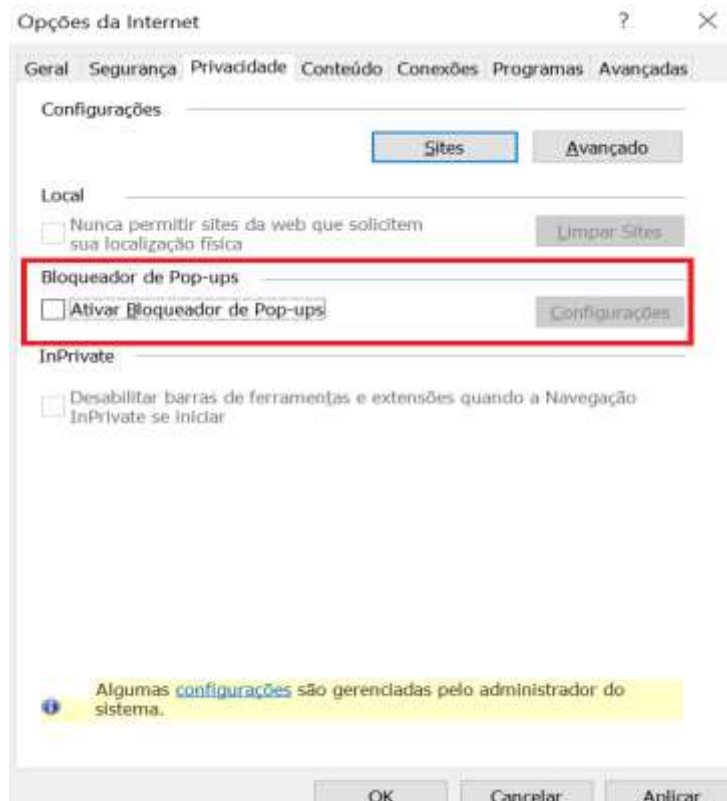 Opções da Internet ? ×
Geral Segurança Privacidade Conteúdo Conexões Programas Avançadas
Configurações
Sites Avançado
Local
Nunca permitir sites da web que solicitem
sua localização física
Limpar Sites
Bloqueador de Pop-ups
Ativar Bloqueador de Pop-ups Configurações
InPrivate
Desabilitar barras de ferramentas e extensões quando a Navegação
InPrivate se iniciar
Algumas configurações são gerenciadas pelo administrador do
sistema.
OK Cancelar Aplicar